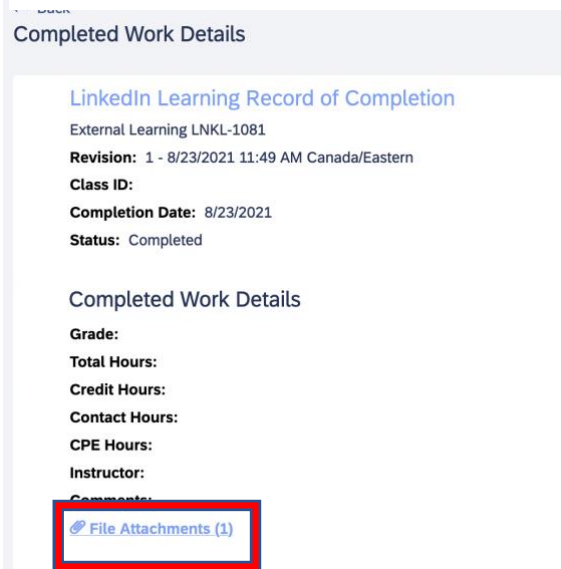 Back
Completed Work Details
LinkedIn Learning Record of Completion
External Learning LNKL-1081
Revision: 1 - 8/23/2021 11:49 AM Canada/Eastern
Class ID:
Completion Date: 8/23/2021
Status: Completed
Completed Work Details
Grade:
Total Hours:
Credit Hours:
Contact Hours:
CPE Hours:
Instructor:
Comments:
File Attachments (1)